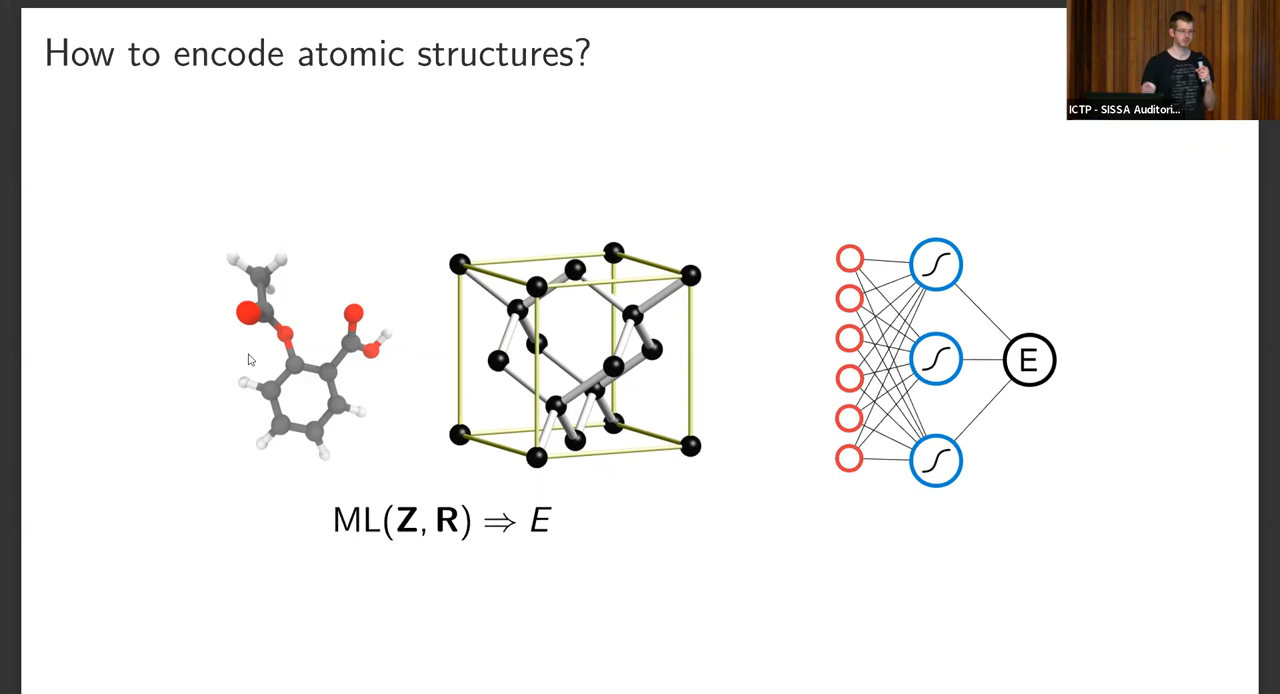 How to encode atomic structures?
ICTP - SISSA Auditori...
E
ML(Z, R) ⇒ E